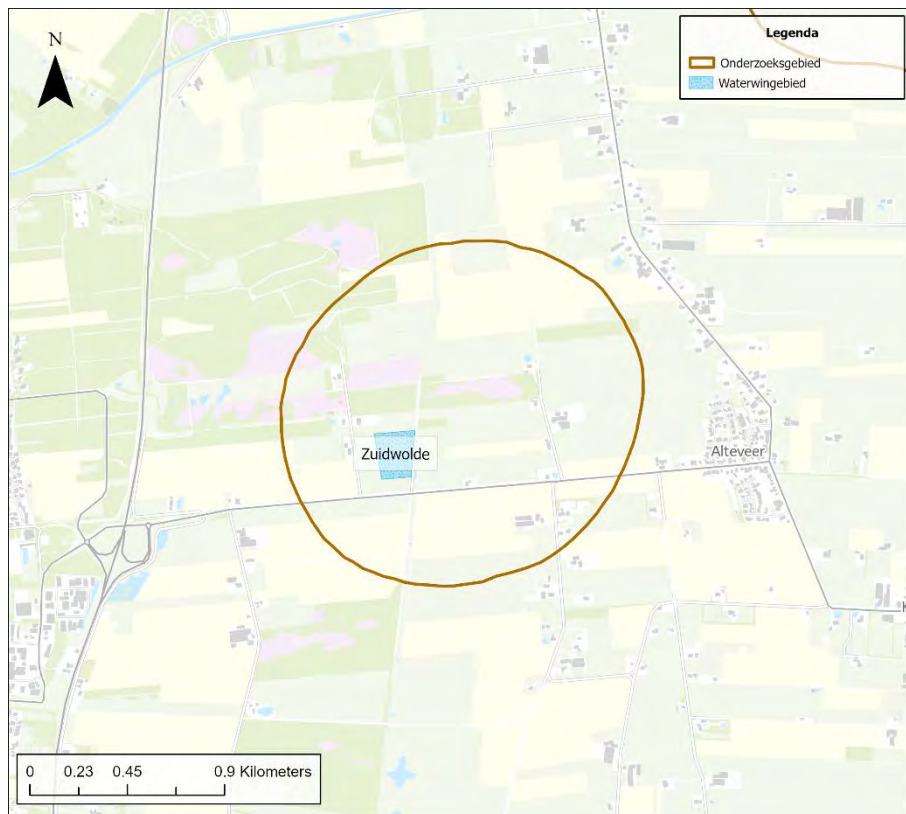 N
Legenda
Onderzoeksgebied
Waterwingebied
Zuidwolde
Alteveer
K
0 0.23 0.45 0.9 Kilometers